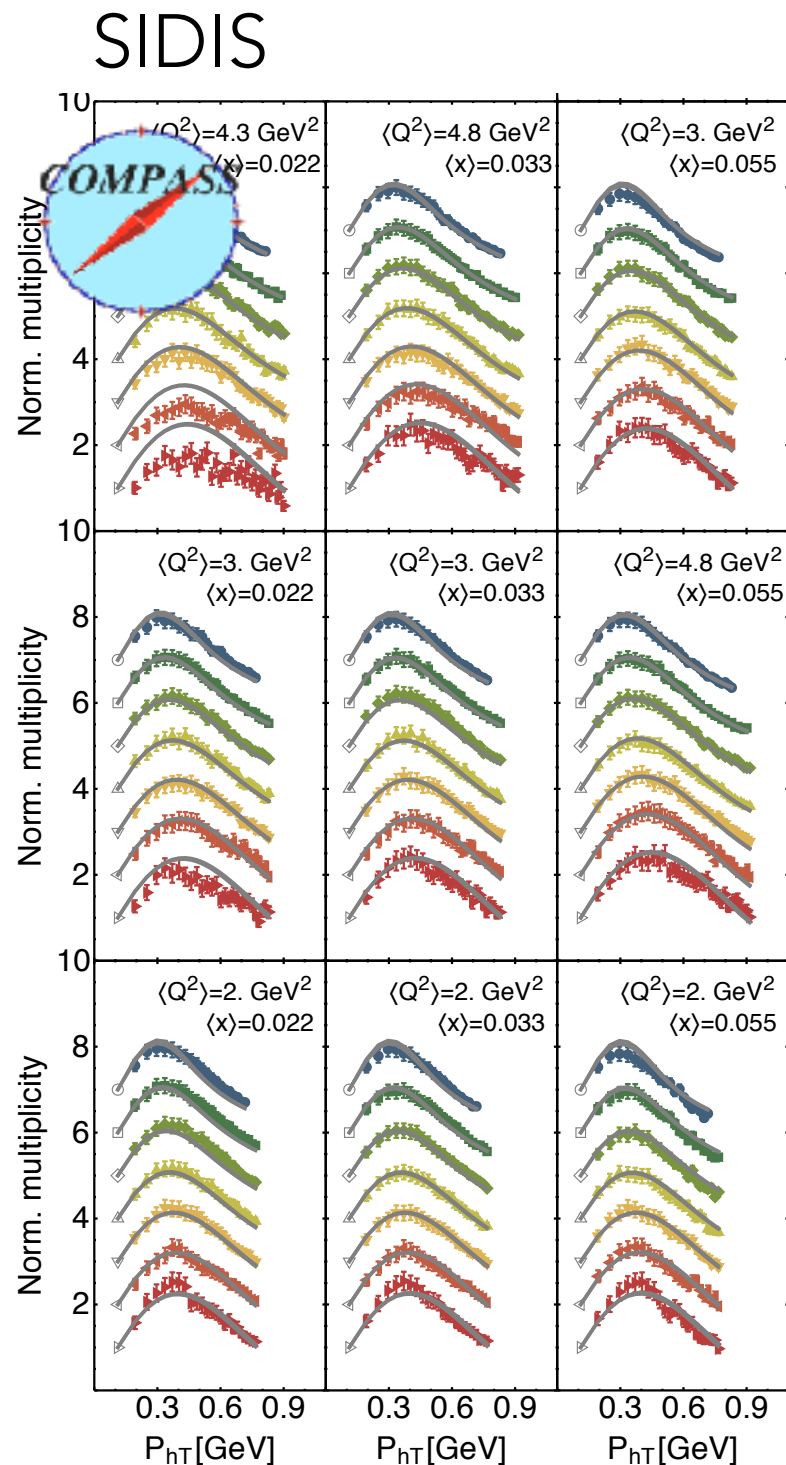 SIDIS
10
⟨Q²⟩=4.3 GeV² ⟨Q²⟩=4.8 GeV² ⟨Q²⟩=3. GeV²
⟨x⟩=0.022 ⟨x⟩=0.033 ⟨x⟩=0.055
COMPASS
Norm. multiplicity
4
2
10
⟨Q²⟩=3. GeV² ⟨Q²⟩=3. GeV² ⟨Q²⟩=4.8 GeV²
⟨x⟩=0.022 ⟨x⟩=0.033 ⟨x⟩=0.055
8
6
Norm. multiplicity
4
2
10
⟨Q²⟩=2. GeV² ⟨Q²⟩=2. GeV² ⟨Q²⟩=2. GeV²
⟨x⟩=0.022 ⟨x⟩=0.033 ⟨x⟩=0.055
8
6
Norm. multiplicity
4
2
0.3 0.6 0.9 0.3 0.6 0.9 0.3 0.6 0.9
P_hT[GeV] P_hT[GeV] P_hT[GeV]